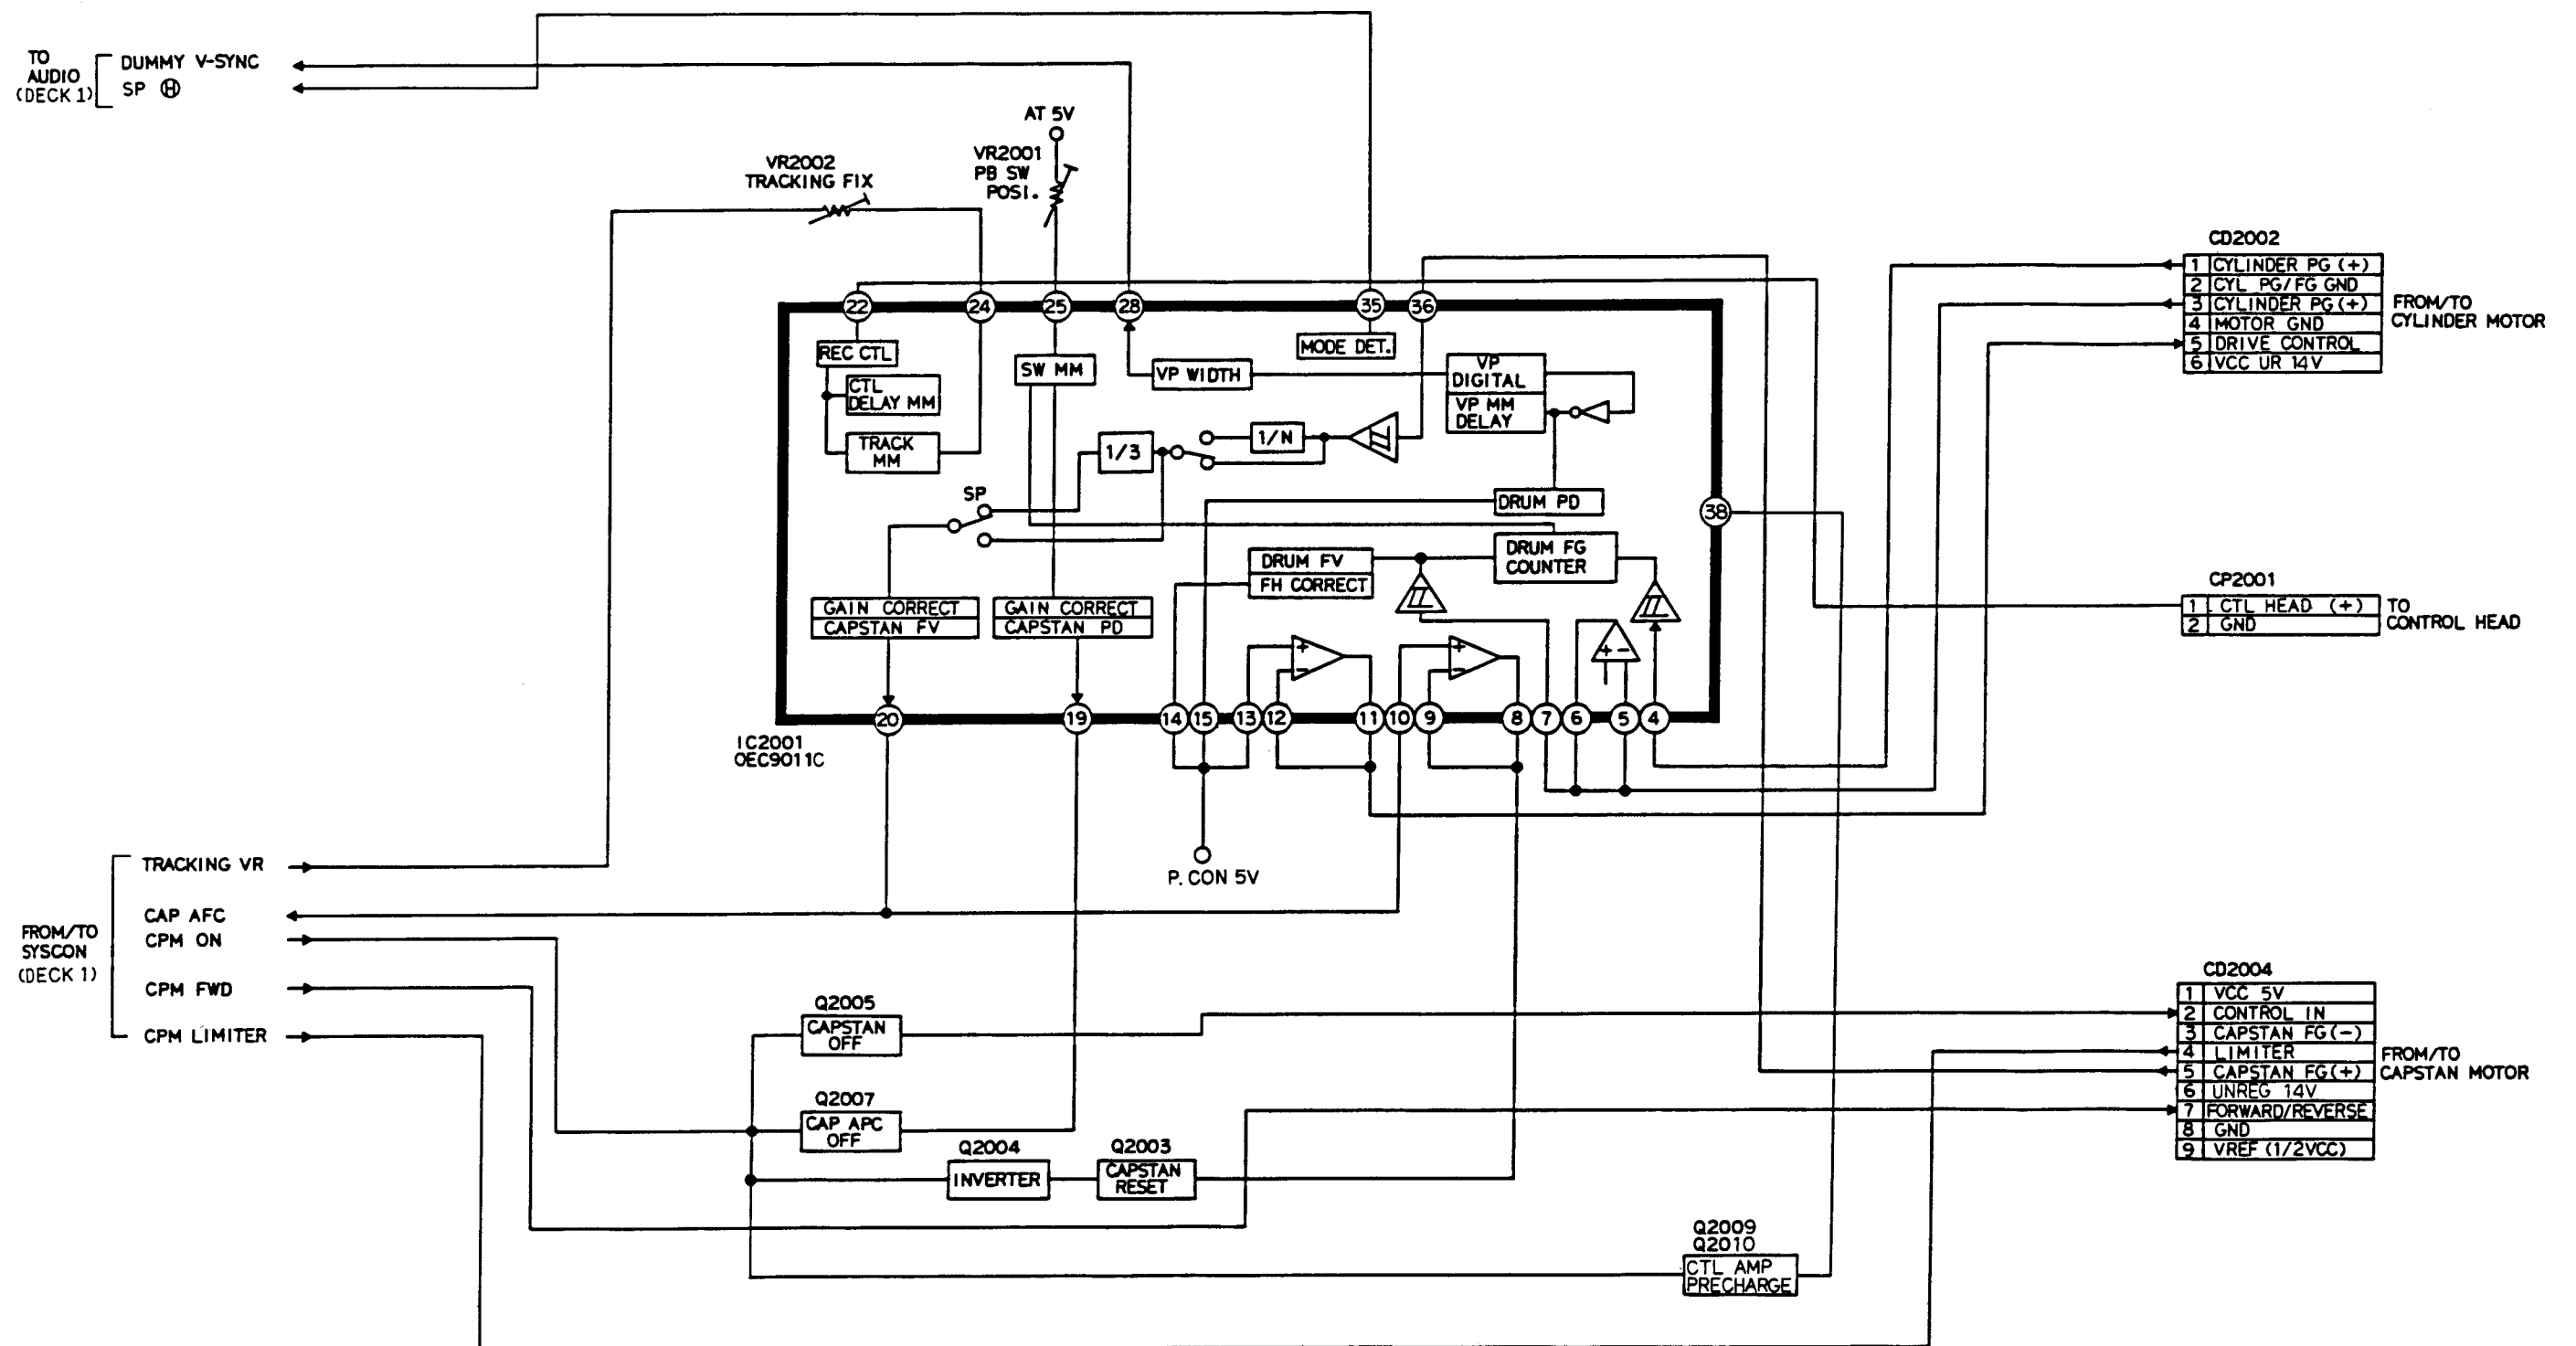 TO
AUDIO
(DECK 1)
DUMMY V-SYNC
SP Ⓗ
AT 5V
VR2001
PB SW
POSI.
VR2002
TRACKING FIX
22
24
25
28
35
36
REC CTL
CTL
DELAY MM
TRACK
MM
SW MM
VP WIDTH
MODE DET.
VP
DIGITAL
VP MM
DELAY
1/3
1/N
SP
DRUM PD
38
DRUM FV
FH CORRECT
DRUM FG
COUNTER
GAIN CORRECT
CAPSTAN FV
GAIN CORRECT
CAPSTAN PD
+
-
+
-
+ -
20
19
14
15
13
12
11
10
9
8
7
6
5
4
IC2001
OEC9011C
P. CON 5V
CD2002
1 CYLINDER PG (+)
2 CYL PG/FG GND
3 CYLINDER PG (+)
4 MOTOR GND
5 DRIVE CONTROL
6 VCC UR 14V
FROM/TO
CYLINDER MOTOR
CP2001
1 CTL HEAD (+)
2 GND
TO
CONTROL HEAD
FROM/TO
SYSCON
(DECK 1)
TRACKING VR
CAP AFC
CPM ON
CPM FWD
CPM LIMITER
Q2005
CAPSTAN
OFF
Q2007
CAP APC
OFF
Q2004
INVERTER
Q2003
CAPSTAN
RESET
Q2009
Q2010
CTL AMP
PRECHARGE
CD2004
1 VCC 5V
2 CONTROL IN
3 CAPSTAN FG(-)
4 LIMITER
5 CAPSTAN FG(+)
6 UNREG 14V
7 FORWARD/REVERSE
8 GND
9 VREF (1/2VCC)
FROM/TO
CAPSTAN MOTOR